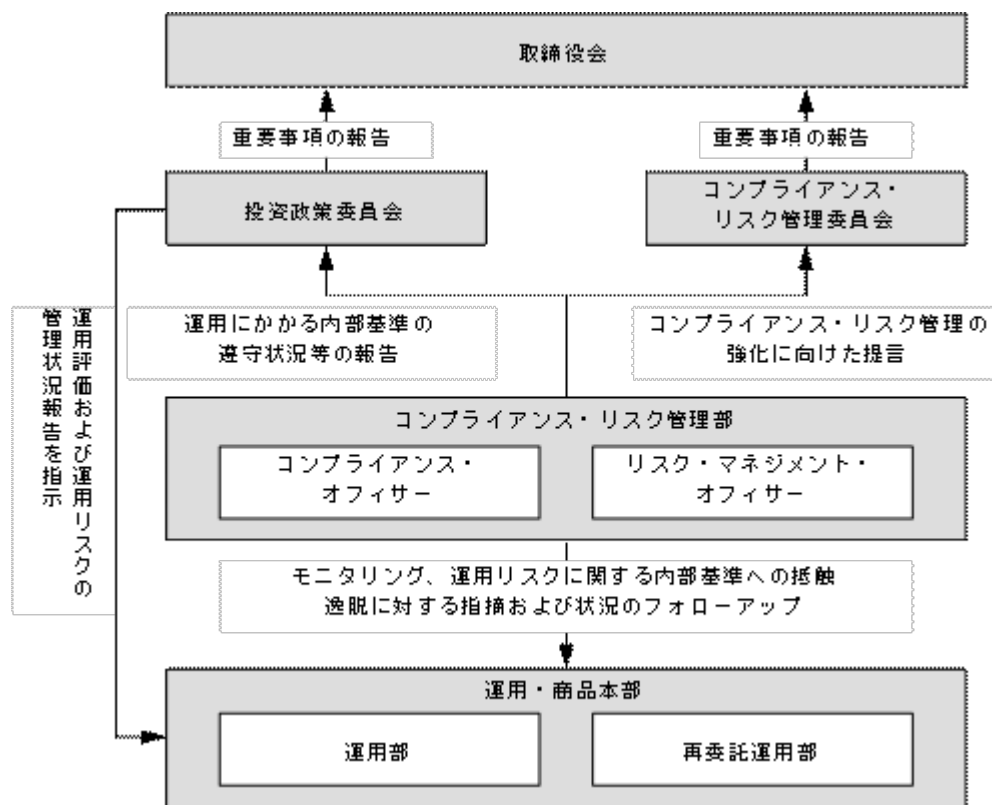 取締役会
重要事項の報告
重要事項の報告
投資政策委員会
コンプライアンス・
リスク管理委員会
運用評価および運用リスクの
管理状況報告を指示
運用にかかる内部基準の
遵守状況等の報告
コンプライアンス・リスク管理の
強化に向けた提言
コンプライアンス・リスク管理部
コンプライアンス・
オフィサー
リスク・マネジメント・
オフィサー
モニタリング、運用リスクに関する内部基準への抵触
逸脱に対する指摘および状況のフォローアップ
運用・商品本部
運用部
再委託運用部